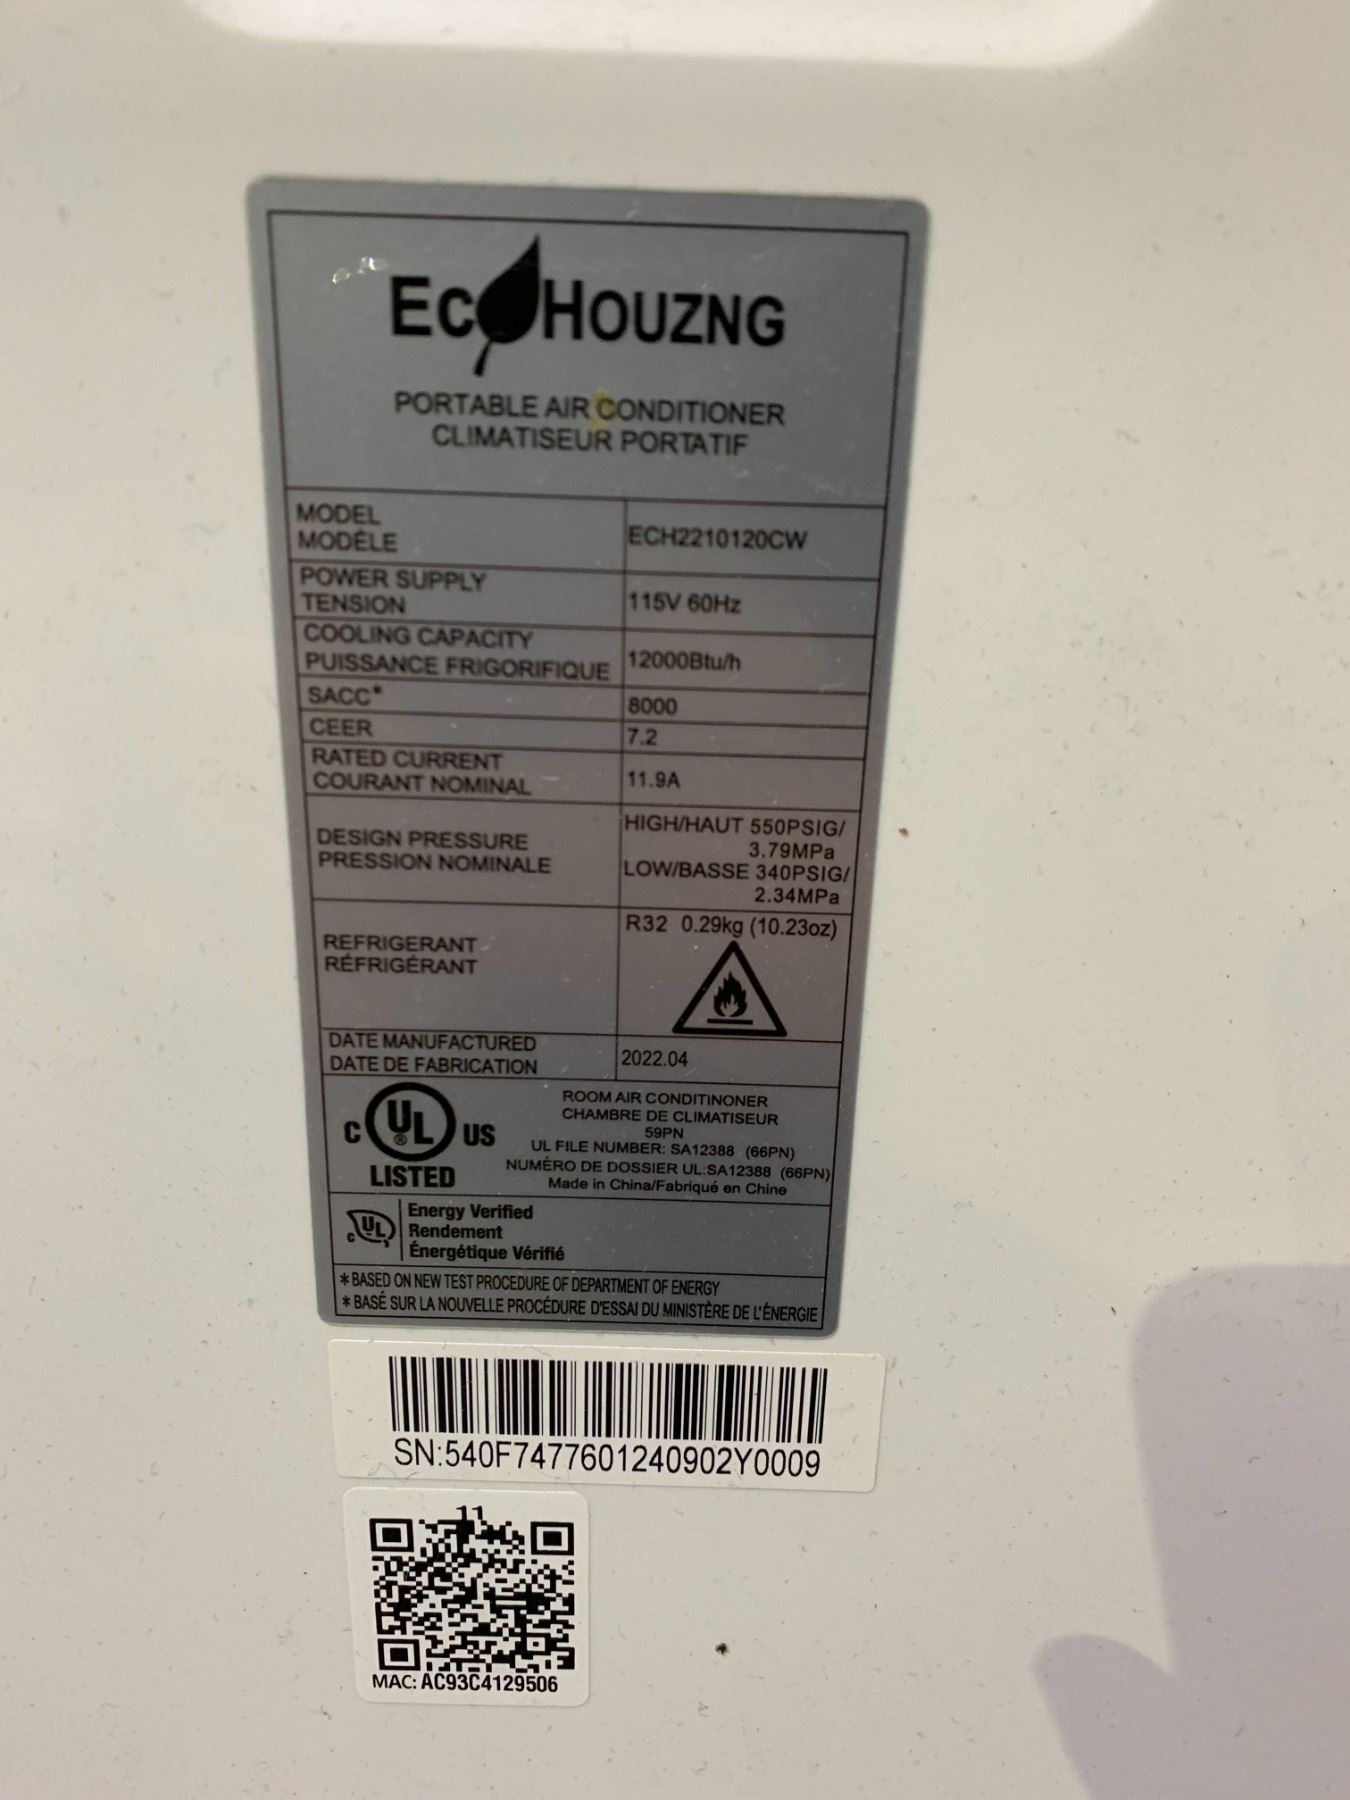 ECOHOUZNG
PORTABLE AIR CONDITIONER
CLIMATISEUR PORTATIF
MODEL
MODÈLE
ECH2210120CW
POWER SUPPLY
TENSION
115V 60Hz
COOLING CAPACITY
PUISSANCE FRIGORIFIQUE
12000Btu/h
SACC*
8000
CEER
7.2
RATED CURRENT
COURANT NOMINAL
11.9A
DESIGN PRESSURE
PRESSION NOMINALE
HIGH/HAUT 550PSIG/
3.79MPa
LOW/BASSE 340PSIG/
2.34MPa
REFRIGERANT
RÉFRIGÉRANT
R32 0.29kg (10.23oz)
DATE MANUFACTURED
DATE DE FABRICATION
2022.04
C UL ® US
LISTED
ROOM AIR CONDITINONER
CHAMBRE DE CLIMATISEUR
59PN
UL FILE NUMBER: SA12388 (66PN)
NUMÉRO DE DOSSIER UL:SA12388 (66PN)
Made in China/Fabriqué en Chine
C UL
Energy Verified
Rendement
Énergétique Vérifié
* BASED ON NEW TEST PROCEDURE OF DEPARTMENT OF ENERGY
* BASÉ SUR LA NOUVELLE PROCÉDURE D'ESSAI DU MINISTÈRE DE L'ÉNERGIE
SN:540F7477601240902Y0009
11
MAC: AC93C4129506